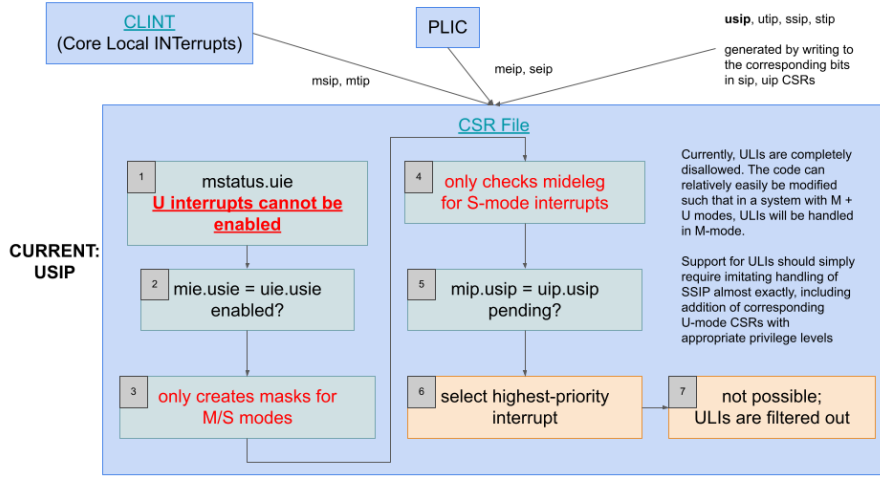 CLINT
(Core Local INTerrupts)
PLIC
usip, utip, ssip, stip
generated by writing to
the corresponding bits
in sip, uip CSRs
msip, mtip
meip, seip
CSR File
CURRENT:
USIP
1
mstatus.uie
U interrupts cannot be
enabled
2
mie.usie = uie.usie
enabled?
3
only creates masks for
M/S modes
4
only checks mideleg
for S-mode interrupts
5
mip.usip = uip.usip
pending?
6
select highest-priority
interrupt
7
not possible;
ULIs are filtered out
Currently, ULIs are completely
disallowed. The code can
relatively easily be modified
such that in a system with M +
U modes, ULIs will be handled
in M-mode.
Support for ULIs should simply
require imitating handling of
SSIP almost exactly, including
addition of corresponding
U-mode CSRs with
appropriate privilege levels